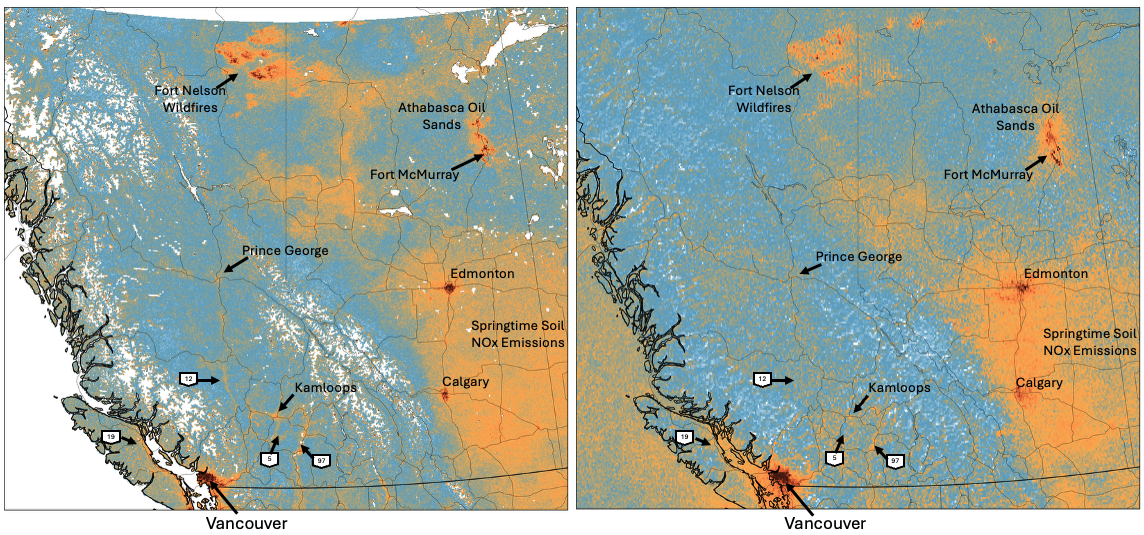 Fort Nelson
Wildfires
Athabasca Oil
Sands
Fort McMurray
Prince George
Edmonton
Springtime Soil
NOx Emissions
12
Kamloops
Calgary
19
5
97
Vancouver
Fort Nelson
Wildfires
Athabasca Oil
Sands
Fort McMurray
Prince George
Edmonton
Springtime Soil
NOx Emissions
12
Kamloops
Calgary
19
5
97
Vancouver